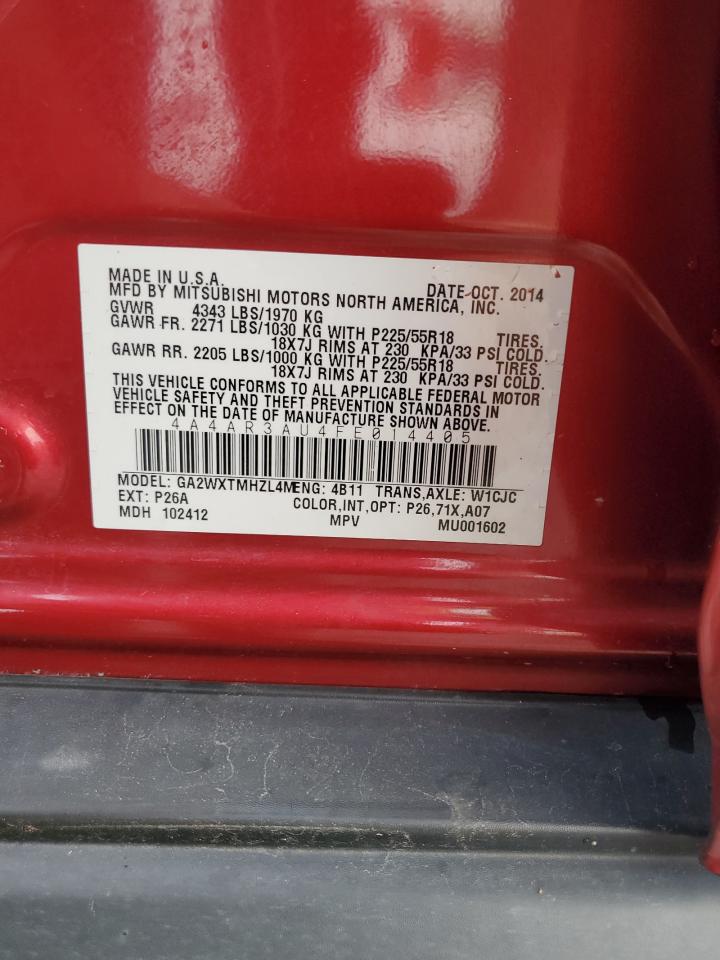 MADE IN U.S.A. DATE OCT. 2014
MFD BY MITSUBISHI MOTORS NORTH AMERICA, INC.
GVWR 4343 LBS/1970 KG
GAWR FR. 2271 LBS/1030 KG WITH P225/55R18 TIRES.
18X7J RIMS AT 230 KPA/33 PSI COLD.
GAWR RR. 2205 LBS/1000 KG WITH P225/55R18 TIRES.
18X7J RIMS AT 230 KPA/33 PSI COLD.
THIS VEHICLE CONFORMS TO ALL APPLICABLE FEDERAL MOTOR
VEHICLE SAFETY AND THEFT PREVENTION STANDARDS IN
EFFECT ON THE DATE OF MANUFACTURE SHOWN ABOVE.
4A4AR3AU4FE014405
MODEL: GA2WXTMHZL4M ENG: 4B11 TRANS,AXLE: W1CJC
EXT: P26A COLOR,INT,OPT: P26,71X,A07
MDH 102412 MPV MU001602